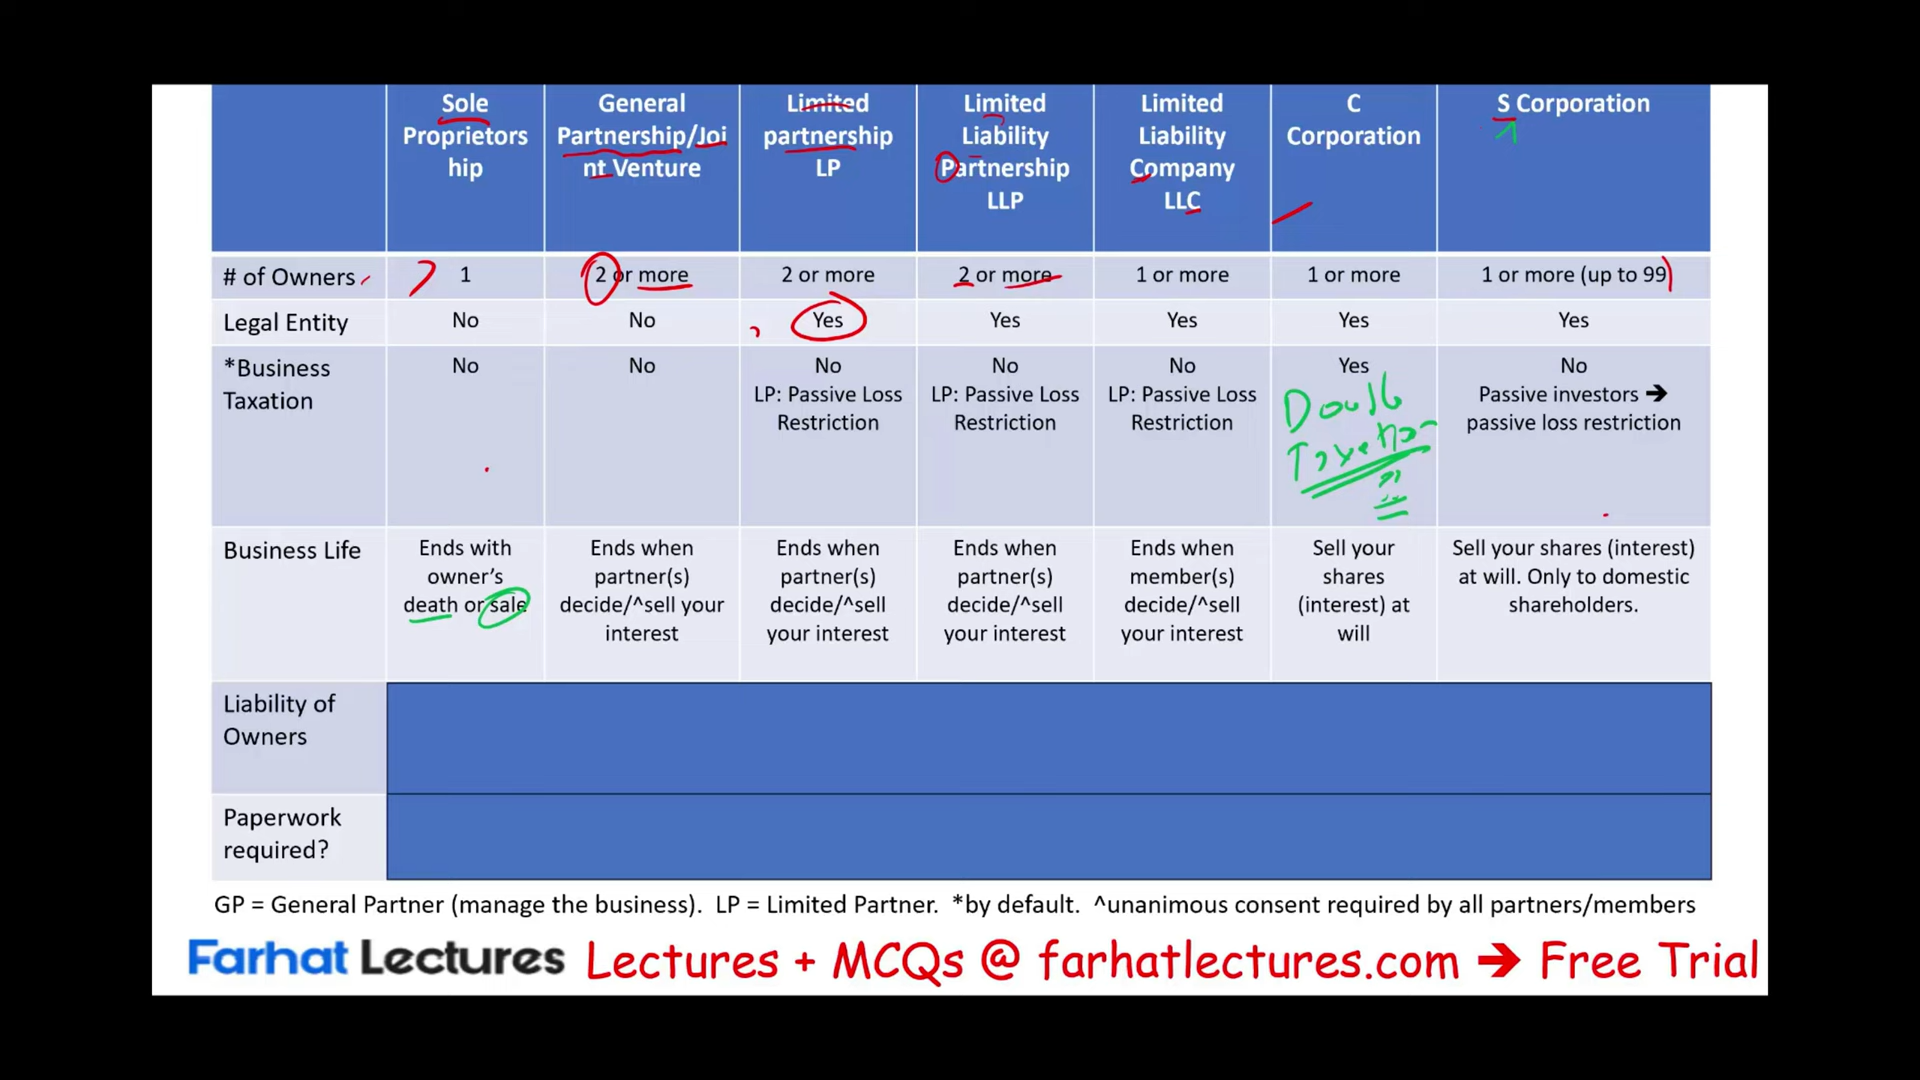 Sole
Proprietors
hip
General
Partnership/Joi
nt Venture
Limited
partnership
LP
Limited
Liability
Partnership
LLP
Limited
Liability
Company
LLC
C
Corporation
S Corporation
# of Owners
1
2 or more
2 or more
2 or more
1 or more
1 or more
1 or more (up to 99)
Legal Entity
No
No
Yes
Yes
Yes
Yes
Yes
*Business
Taxation
No
No
No
LP: Passive Loss
Restriction
No
LP: Passive Loss
Restriction
No
LP: Passive Loss
Restriction
Yes
Double
Taxation
No
Passive investors ➔
passive loss restriction
Business Life
Ends with
owner's
death or sale
Ends when
partner(s)
decide/^sell your
interest
Ends when
partner(s)
decide/^sell
your interest
Ends when
partner(s)
decide/^sell
your interest
Ends when
member(s)
decide/^sell
your interest
Sell your
shares
(interest) at
will
Sell your shares (interest)
at will. Only to domestic
shareholders.
Liability of
Owners
Paperwork
required?
GP = General Partner (manage the business). LP = Limited Partner. *by default. ^unanimous consent required by all partners/members
Farhat Lectures Lectures + MCQs @ farhatlectures.com ➔ Free Trial